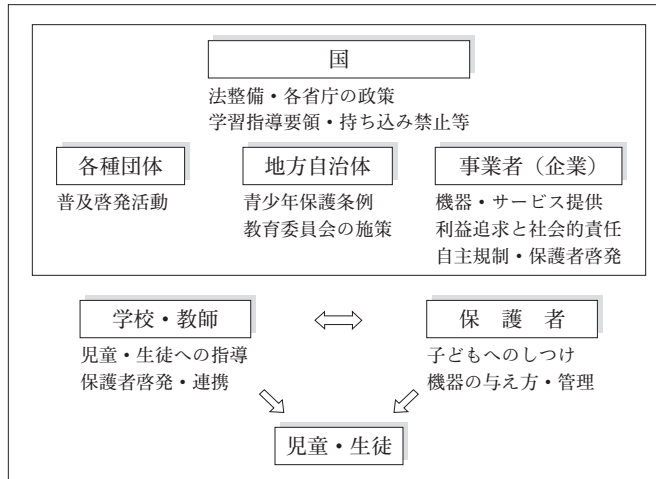 国
法整備・各省庁の政策
学習指導要領・持ち込み禁止等
各種団体
普及啓発活動
地方自治体
青少年保護条例
教育委員会の施策
事業者（企業）
機器・サービス提供
利益追求と社会的責任
自主規制・保護者啓発
学校・教師
児童・生徒への指導
保護者啓発・連携
保　護　者
子どもへのしつけ
機器の与え方・管理
児童・生徒